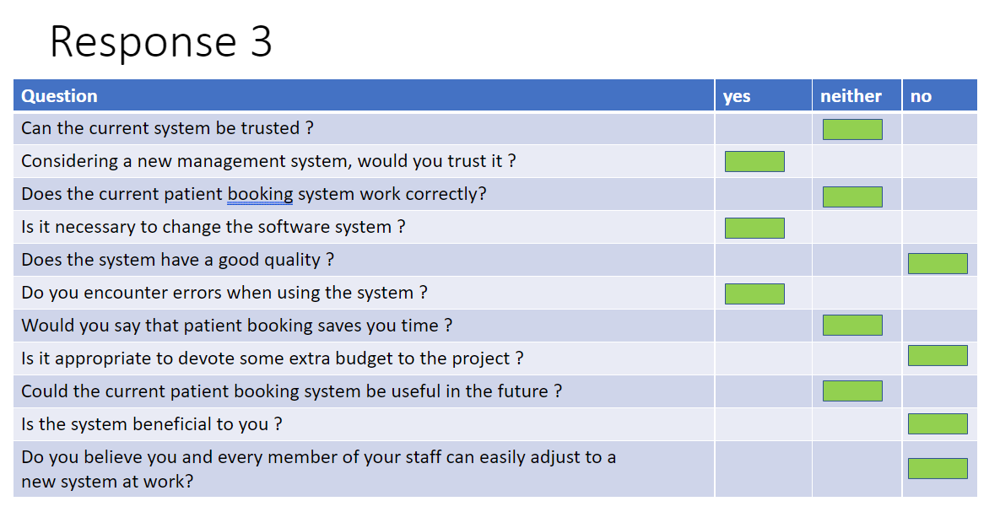 Response 3
Question yes neither no
Can the current system be trusted ?
Considering a new management system, would you trust it ?
Does the current patient booking system work correctly?
Is it necessary to change the software system ?
Does the system have a good quality ?
Do you encounter errors when using the system ?
Would you say that patient booking saves you time ?
Is it appropriate to devote some extra budget to the project ?
Could the current patient booking system be useful in the future ?
Is the system beneficial to you ?
Do you believe you and every member of your staff can easily adjust to a
new system at work?